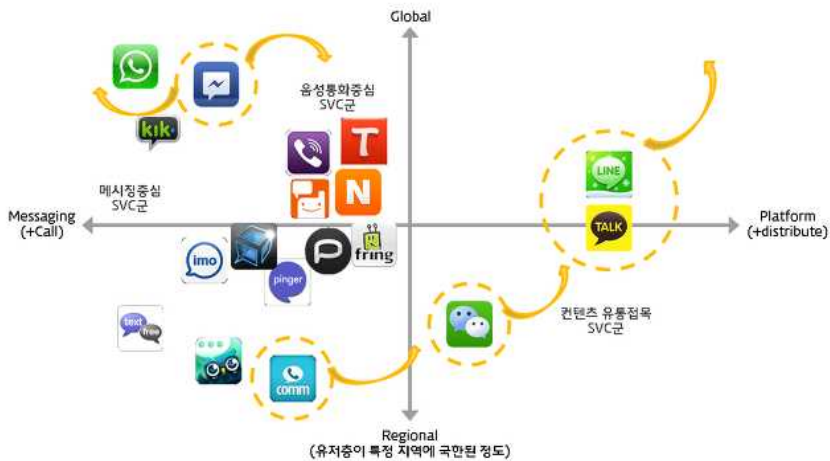 Global
음성통화중심
SVC군
kik
T
N
LINE
메시징중심
SVC군
Messaging
(+Call)
TALK
Platform
(+distribute)
imo
P
fring
pinger
text
free
컨텐츠 유통접목
SVC군
comm
Regional
(유저층이 특정 지역에 국한된 정도)